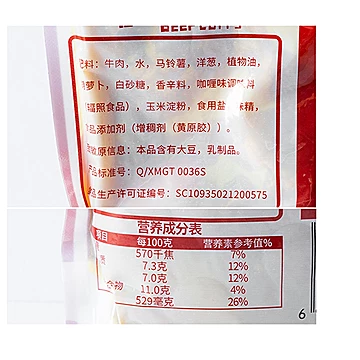 BEEF CURRY
配料：牛肉，水，马铃薯，洋葱，植物油，
萝卜，白砂糖，香辛料，咖喱味调味料
（辐照食品），玉米淀粉，食用盐，味精，
食品添加剂（增稠剂（黄原胶））。
致敏原信息：本品含有大豆，乳制品。
产品标准号：Q/XMGT 0036S
食品生产许可证编号：SC10935021200575
营养成分表
项目 每100克 营养素参考值%
570千焦 7%
7.3克 12%
7.0克 12%
合物 11.0克 4%
529毫克 26%
6